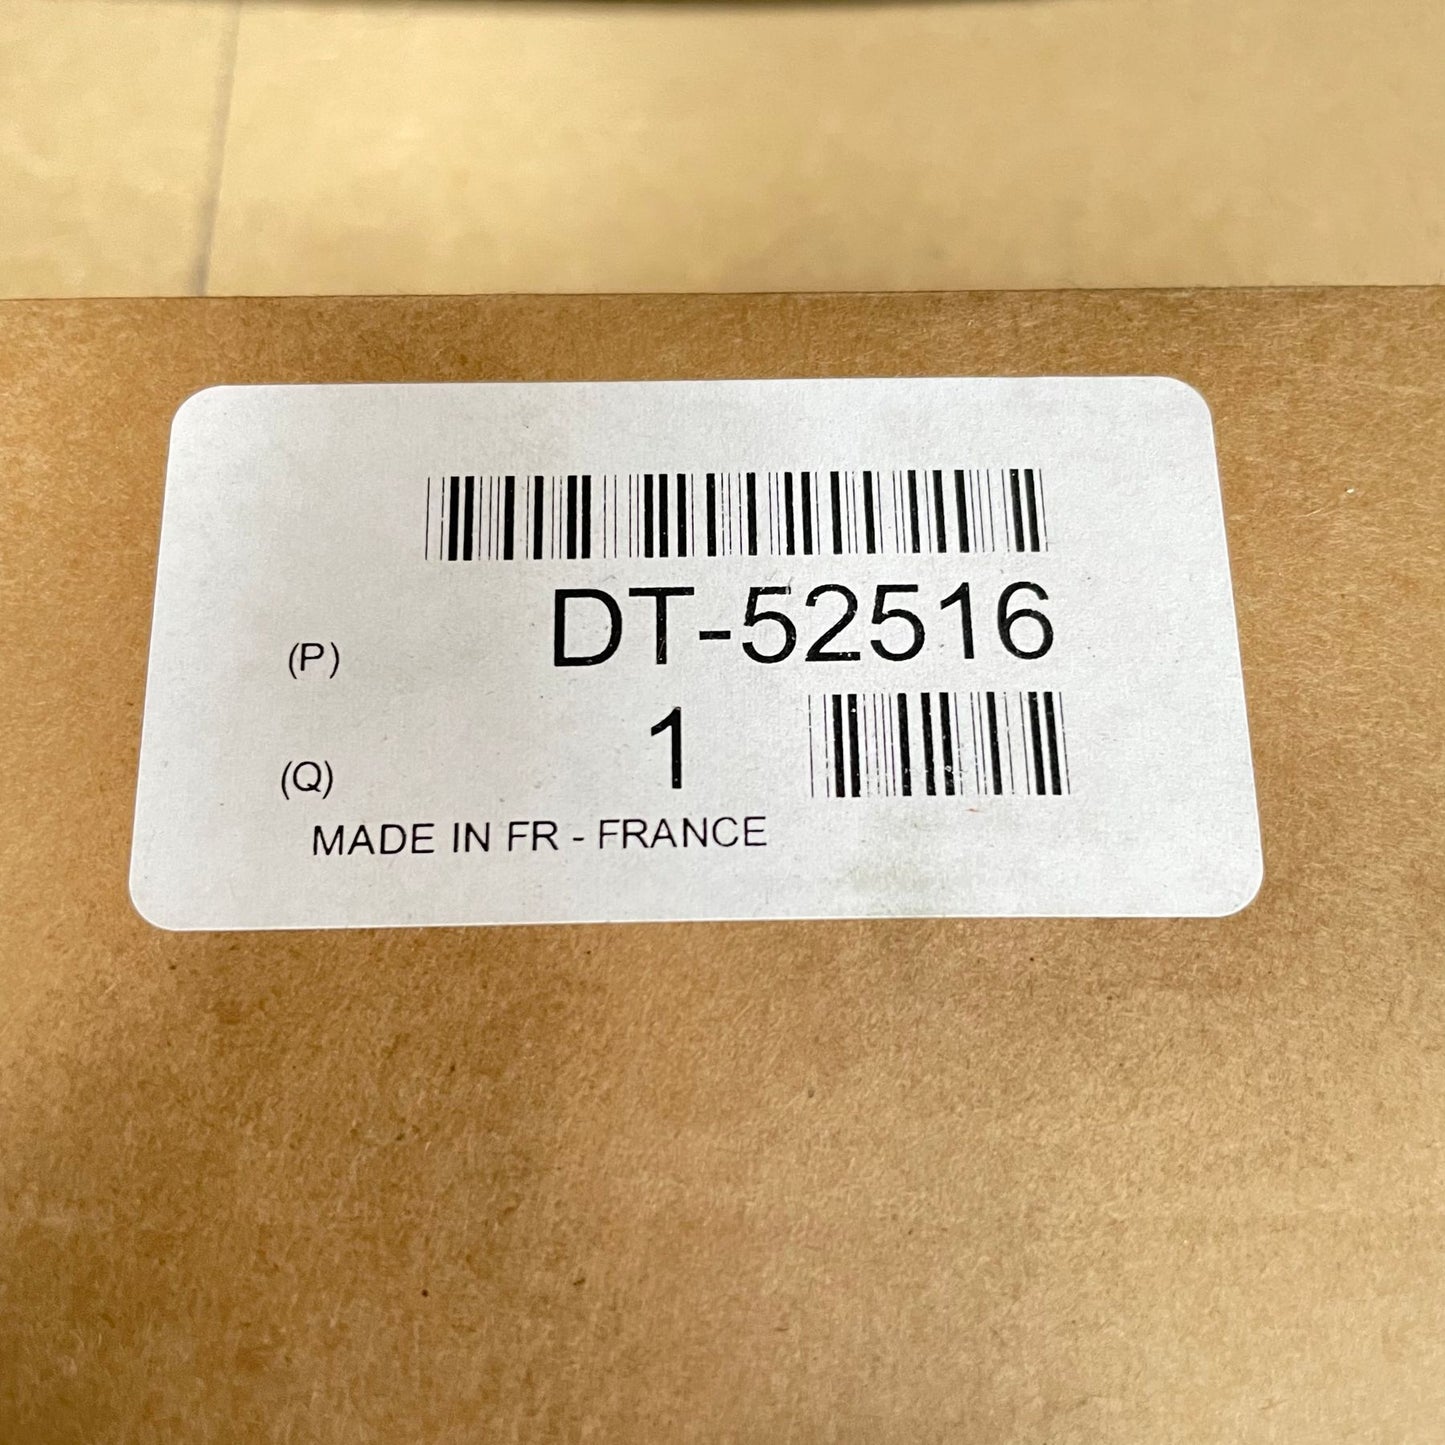 (P) DT-52516
(Q) 1
MADE IN FR - FRANCE